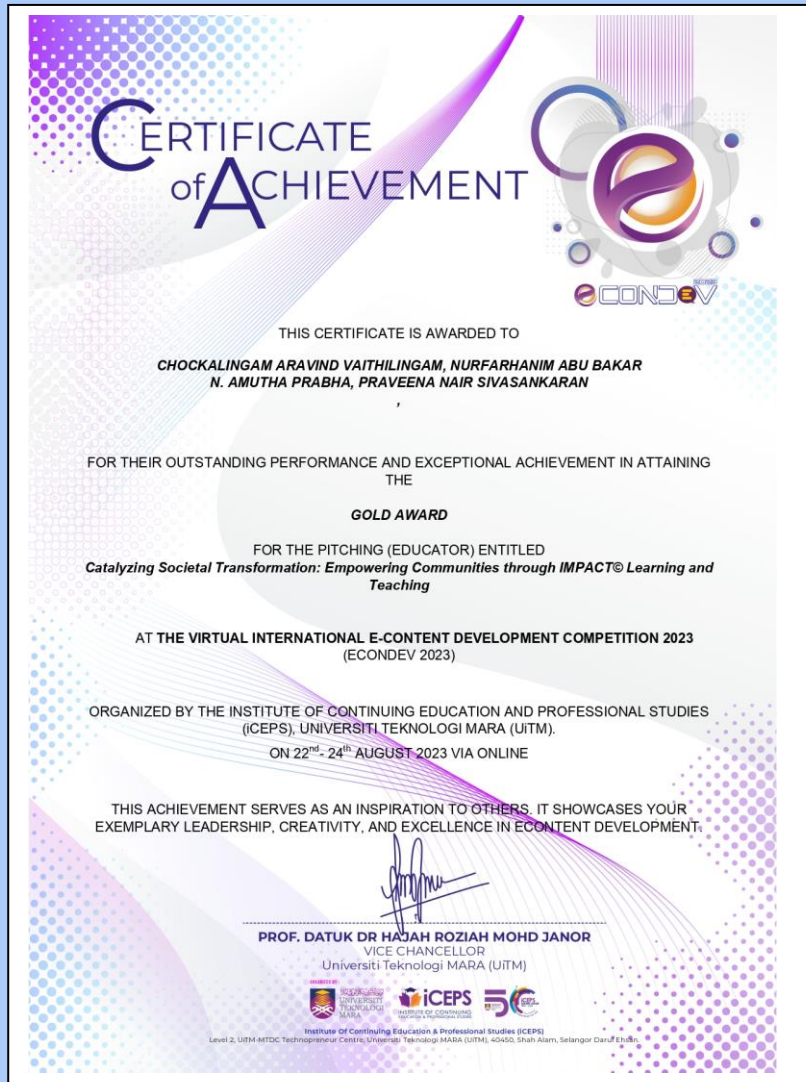 CERTIFICATE
of ACHIEVEMENT
eCONDEV
THIS CERTIFICATE IS AWARDED TO
CHOCKALINGAM ARAVIND VAITHILINGAM, NURFARHANIM ABU BAKAR
N. AMUTHA PRABHA, PRAVEENA NAIR SIVASANKARAN
,
FOR THEIR OUTSTANDING PERFORMANCE AND EXCEPTIONAL ACHIEVEMENT IN ATTAINING
THE
GOLD AWARD
FOR THE PITCHING (EDUCATOR) ENTITLED
Catalyzing Societal Transformation: Empowering Communities through IMPACT© Learning and
Teaching
AT THE VIRTUAL INTERNATIONAL E-CONTENT DEVELOPMENT COMPETITION 2023
(ECONDEV 2023)
ORGANIZED BY THE INSTITUTE OF CONTINUING EDUCATION AND PROFESSIONAL STUDIES
(iCEPS), UNIVERSITI TEKNOLOGI MARA (UiTM).
ON 22nd - 24th AUGUST 2023 VIA ONLINE
THIS ACHIEVEMENT SERVES AS AN INSPIRATION TO OTHERS. IT SHOWCASES YOUR
EXEMPLARY LEADERSHIP, CREATIVITY, AND EXCELLENCE IN ECONTENT DEVELOPMENT.
PROF. DATUK DR HAJAH ROZIAH MOHD JANOR
VICE CHANCELLOR
Universiti Teknologi MARA (UiTM)
UNIVERSITI
TEKNOLOGI
MARA
iCEPS
INSTITUTE OF CONTINUING
EDUCATION & PROFESSIONAL STUDIES
Institute Of Continuing Education & Professional Studies (iCEPS)
Level 2, UiTM-MTDC Technopreneur Centre, Universiti Teknologi MARA (UiTM), 40450, Shah Alam, Selangor Darul Ehsan.